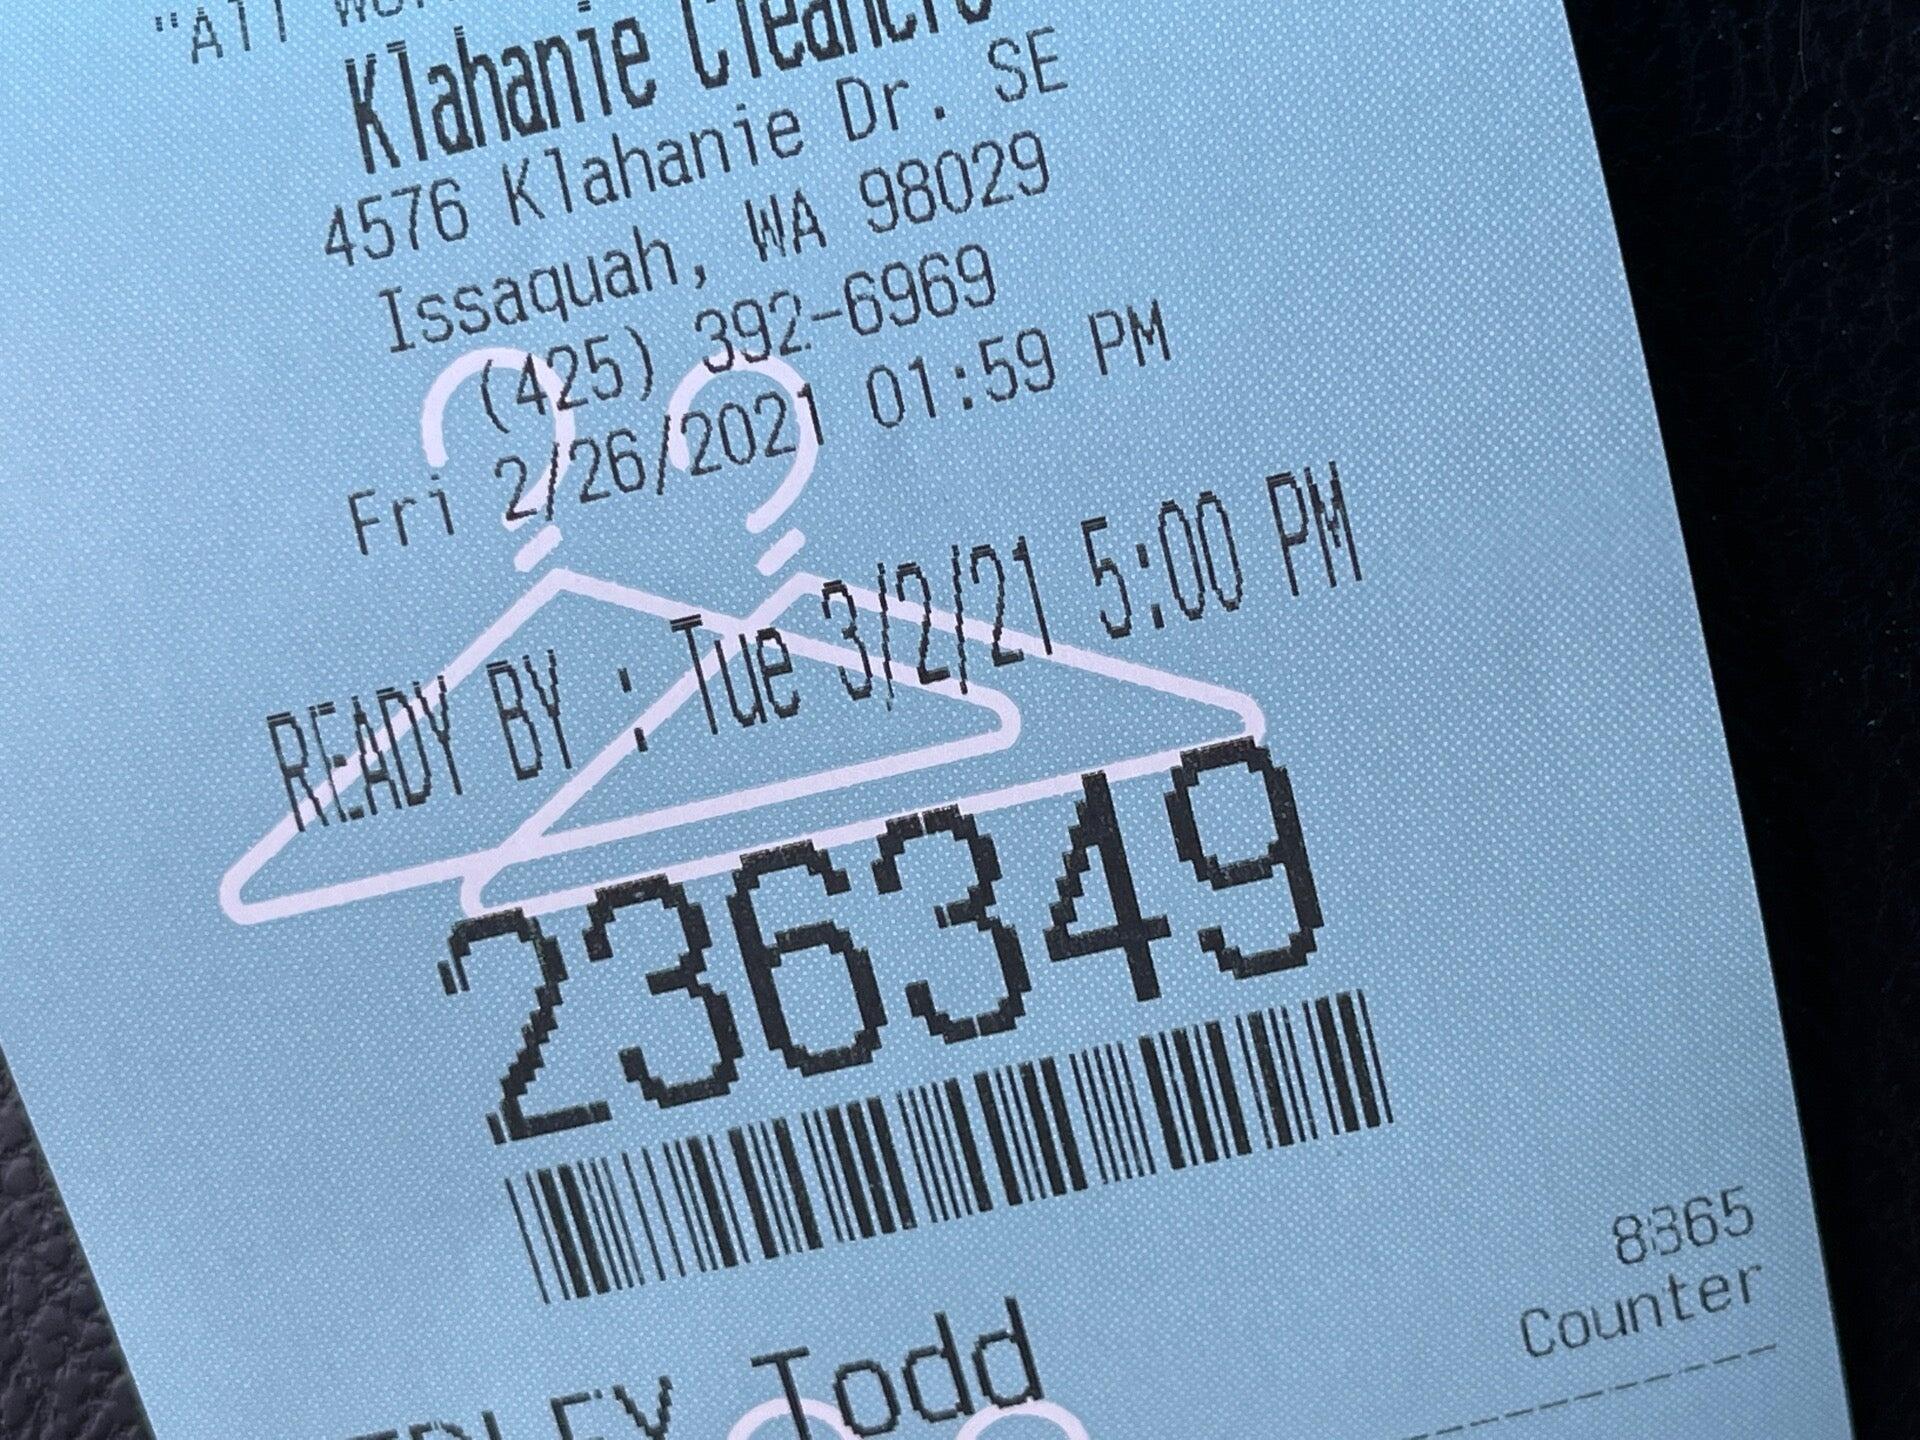 "All
Klahanie Cleaners
4576 Klahanie Dr. SE
Issaquah, WA 98029
(425) 392-6969
Fri 2/26/2021 01:59 PM
READY BY : Tue 3/2/21 5:00 PM
236349
8365
Counter
Todd